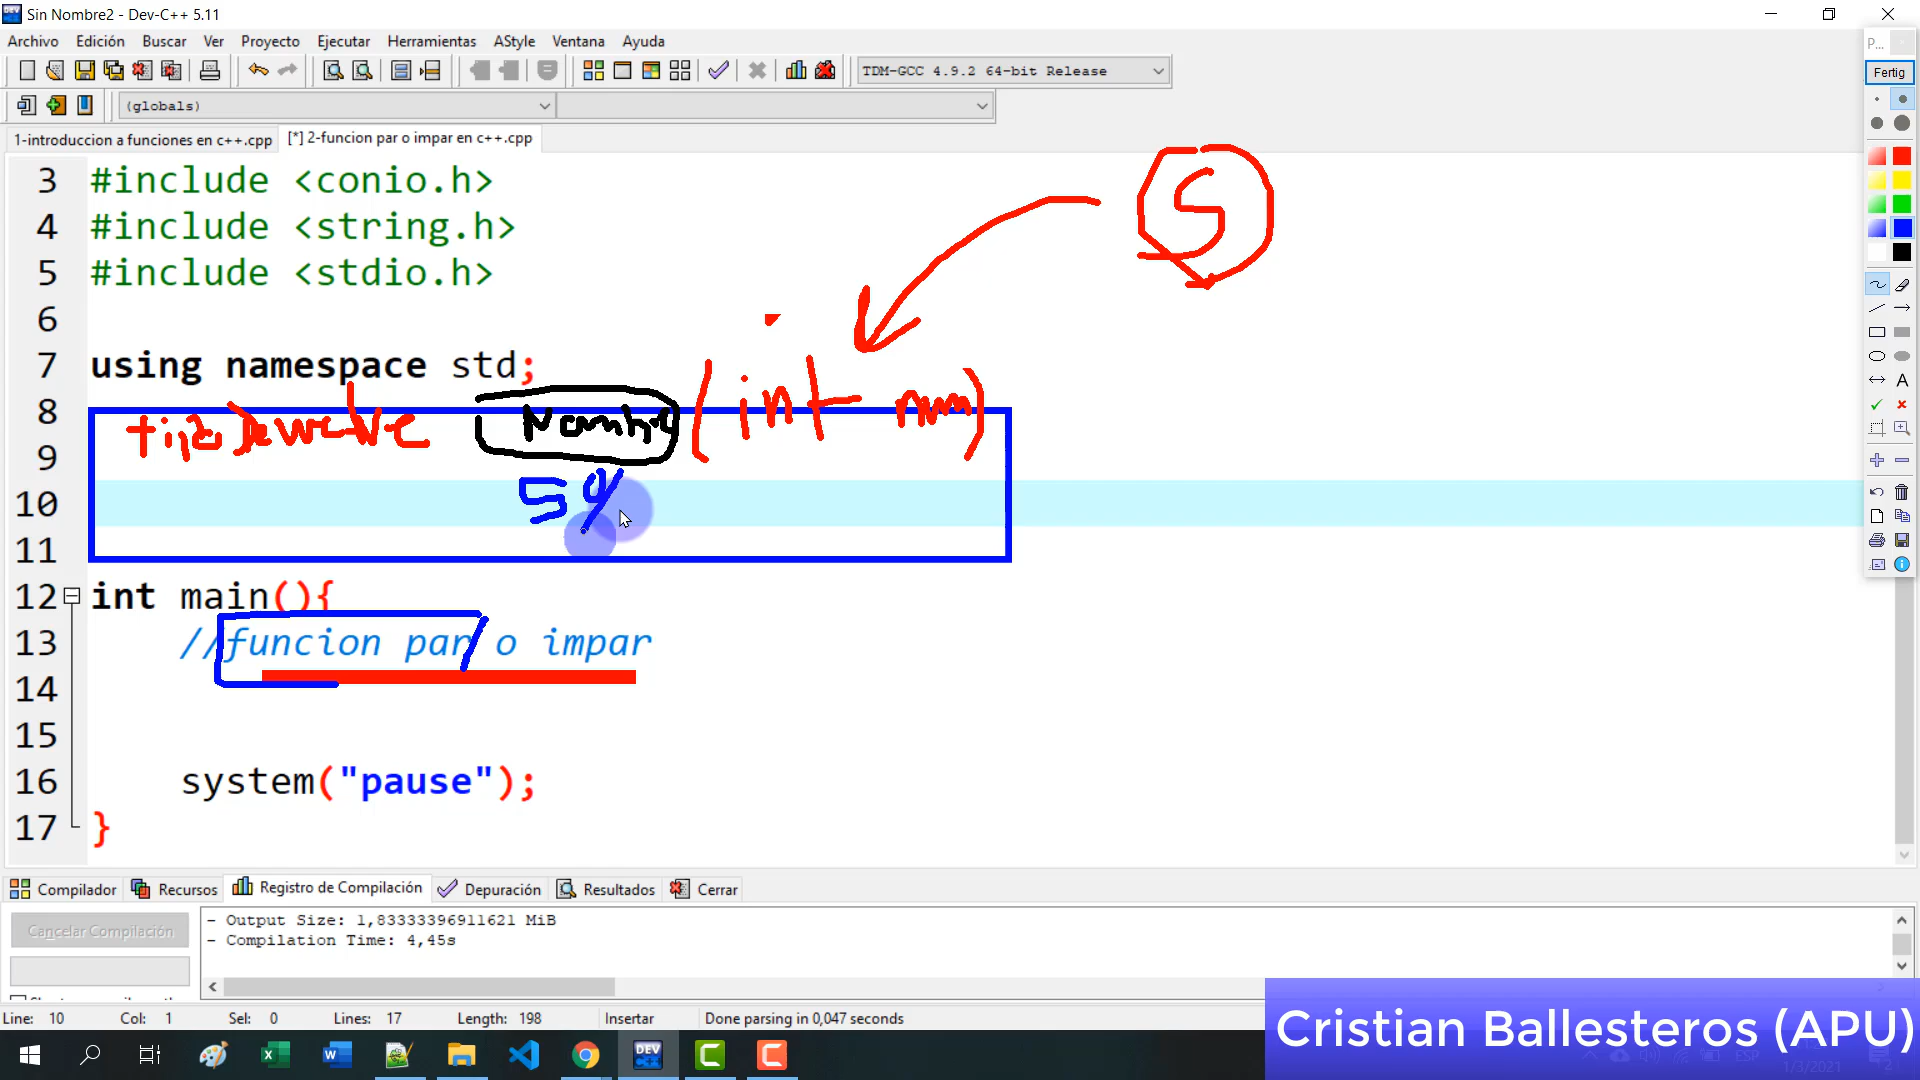 Sin Nombre2 - Dev-C++ 5.11
Archivo Edición Buscar Ver Proyecto Ejecutar Herramientas AStyle Ventana Ayuda
P...
Fertig
TDM-GCC 4.9.2 64-bit Release
(globals)
1-introduccion a funciones en c++.cpp [*] 2-funcion par o impar en c++.cpp
3 #include <conio.h>
4 #include <string.h>
5 #include <stdio.h>
6
7 using namespace std;
8
9
10
11
12 int main(){
13 //funcion par o impar
14
15
16 system("pause");
17 }
S
Nombre (int num)
5 %
Compilador Recursos Registro de Compilación Depuración Resultados Cerrar
Cancelar Compilación
- Output Size: 1,83333396911621 MiB
- Compilation Time: 4,45s
Line: 10 Col: 1 Sel: 0 Lines: 17 Length: 198 Insertar Done parsing in 0,047 seconds
Cristian Ballesteros (APU)
ESP
1/3/2021